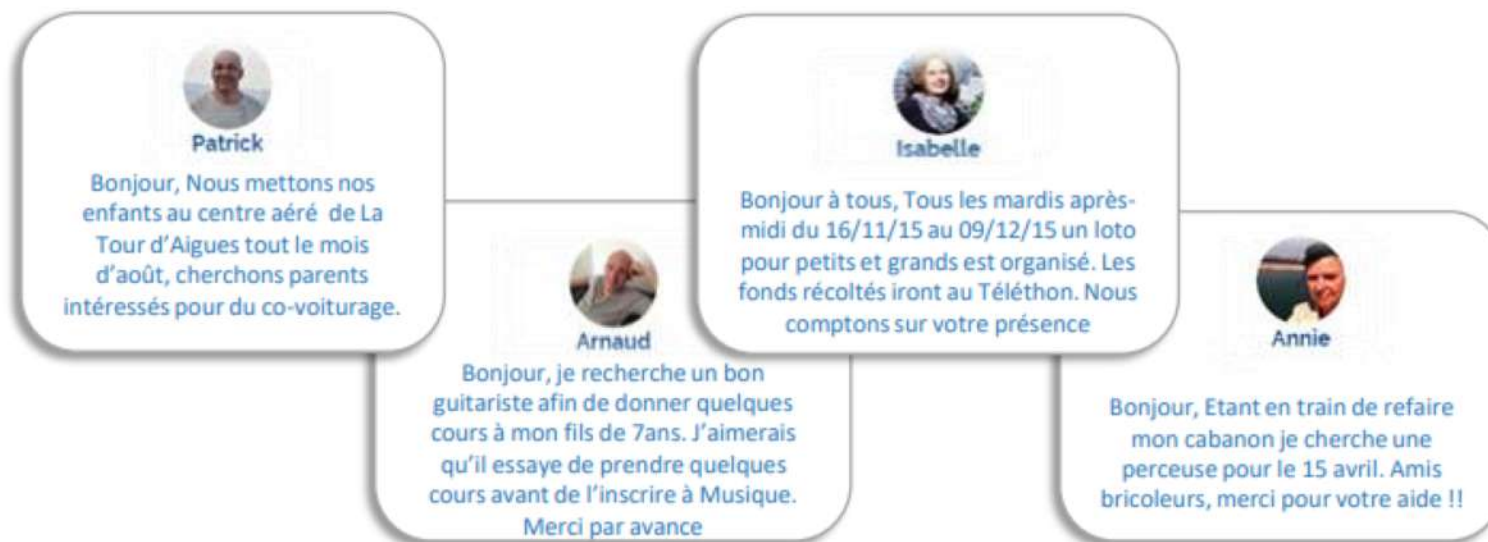 Patrick
Bonjour, Nous mettons nos
enfants au centre aéré de La
Tour d’Aigues tout le mois
d’août, cherchons parents
intéressés pour du co-voiturage.
Arnaud
Bonjour, je recherche un bon
guitariste afin de donner quelques
cours à mon fils de 7ans. J’aimerais
qu’il essaye de prendre quelques
cours avant de l’inscrire à Musique.
Merci par avance
Isabelle
Bonjour à tous, Tous les mardis après-
midi du 16/11/15 au 09/12/15 un loto
pour petits et grands est organisé. Les
fonds récoltés iront au Téléthon. Nous
comptons sur votre présence
Annie
Bonjour, Etant en train de refaire
mon cabanon je cherche une
perceuse pour le 15 avril. Amis
bricoleurs, merci pour votre aide !!